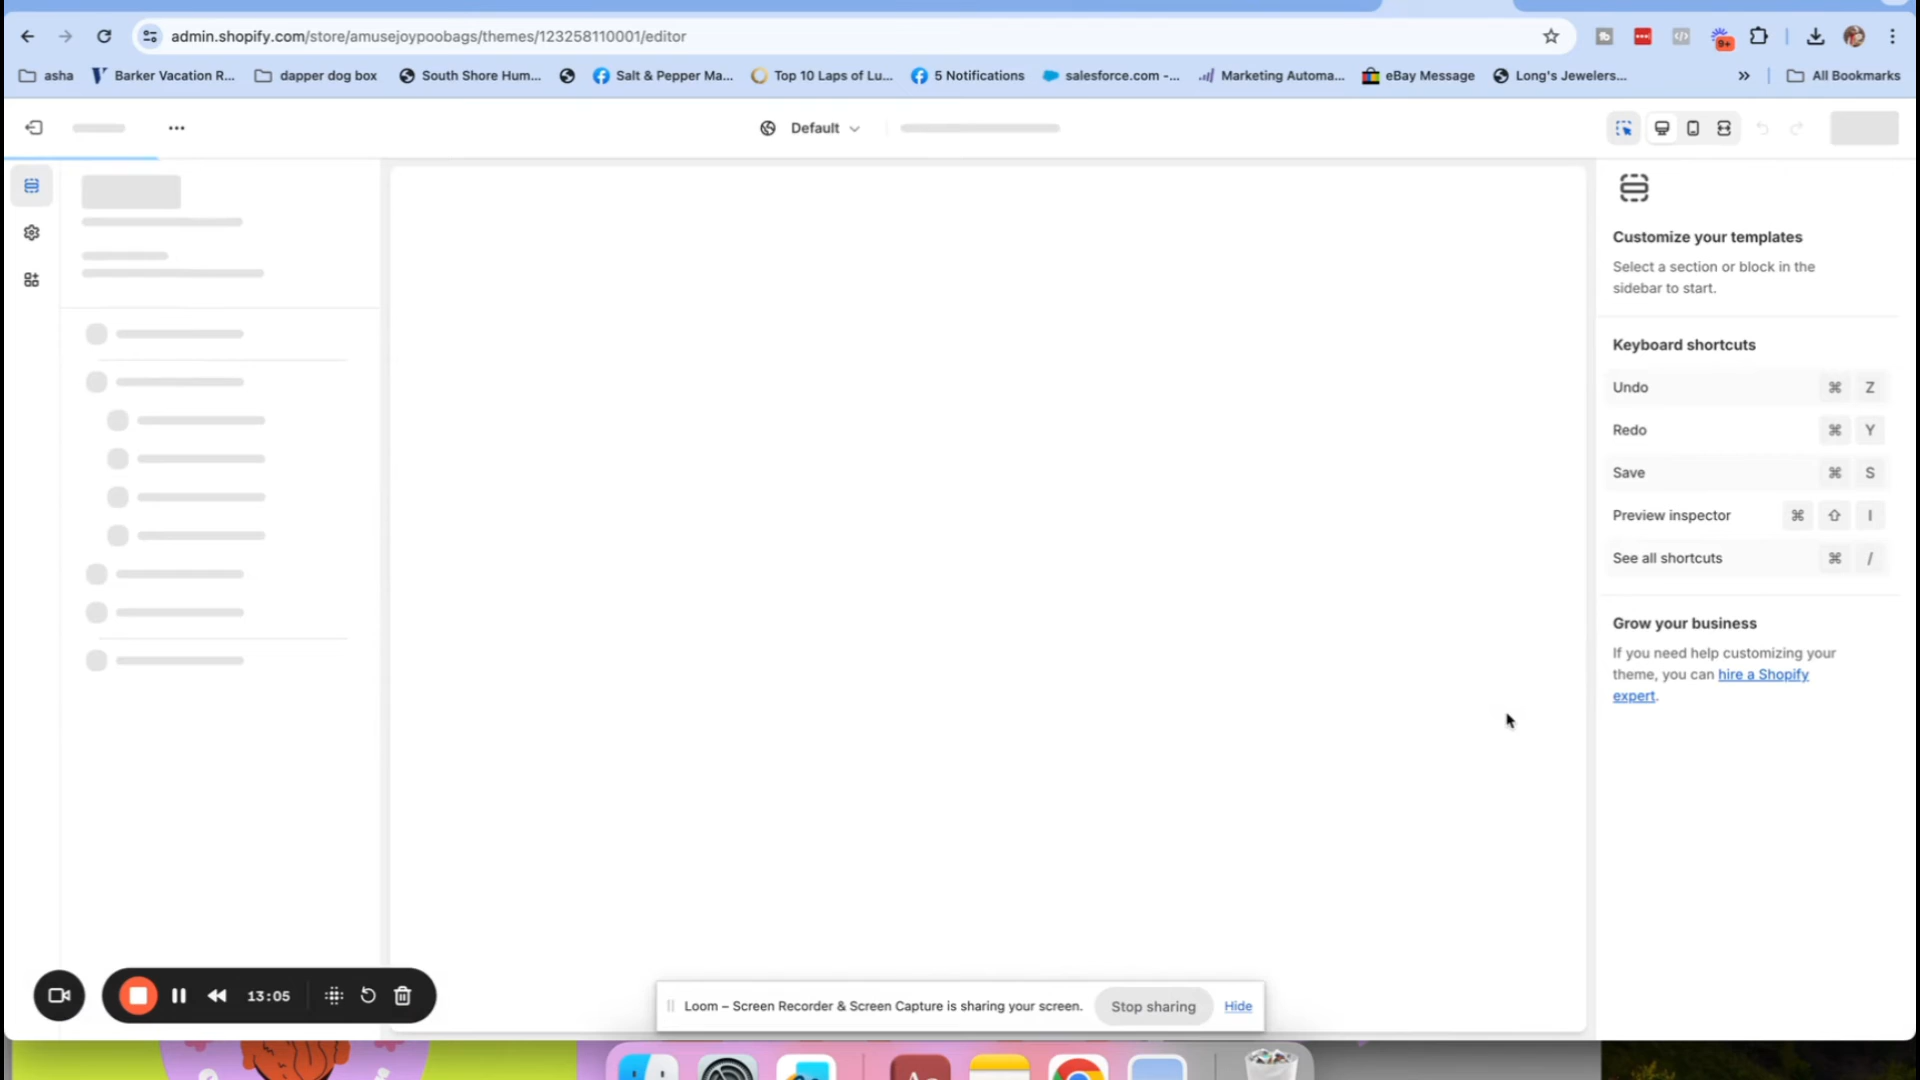 admin.shopify.com/store/amusejoypoobags/themes/123258110001/editor
9+
asha
Barker Vacation R...
dapper dog box
South Shore Hum...
Salt & Pepper Ma...
Top 10 Laps of Lu...
5 Notifications
salesforce.com -...
Marketing Automa...
eBay Message
Long's Jewelers...
All Bookmarks
Default
Customize your templates
Select a section or block in the
sidebar to start.
Keyboard shortcuts
Undo ⌘ Z
Redo ⌘ Y
Save ⌘ S
Preview inspector ⌘ ⇧ I
See all shortcuts ⌘ /
Grow your business
If you need help customizing your
theme, you can hire a Shopify
expert.
13:05
Loom – Screen Recorder & Screen Capture is sharing your screen.
Stop sharing
Hide